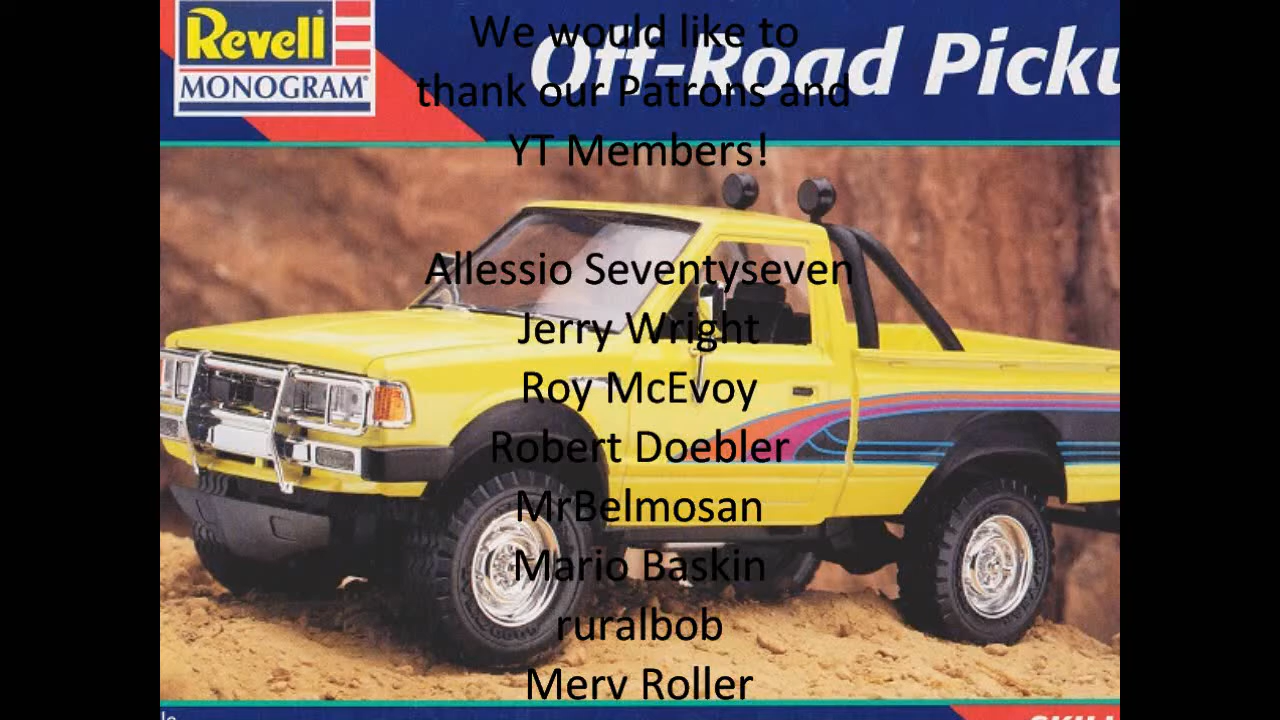 Revell
MONOGRAM
Off-Road Picku
We would like to
thank our Patrons and
YT Members!
Allessio Seventyseven
Jerry Wright
Roy McEvoy
Robert Doebler
MrBelmosan
Mario Baskin
ruralbob
Merv Roller